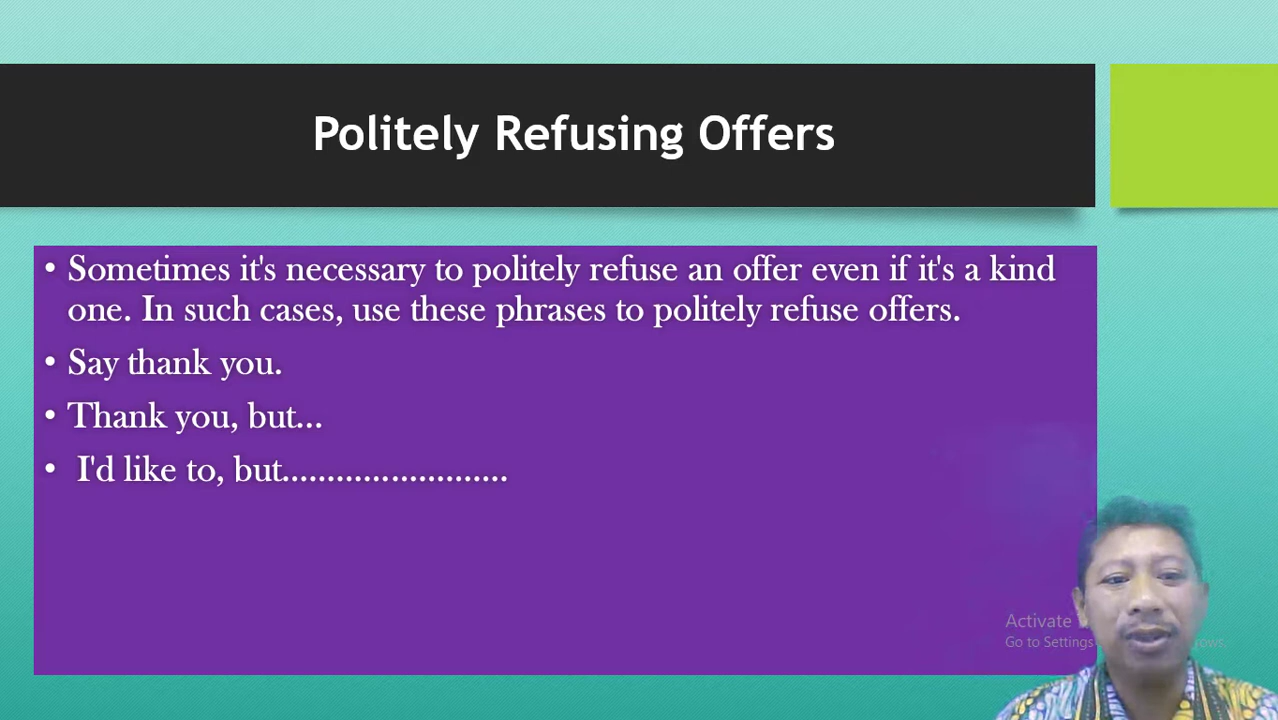 Politely Refusing Offers
• Sometimes it's necessary to politely refuse an offer even if it's a kind
one. In such cases, use these phrases to politely refuse offers.
• Say thank you.
• Thank you, but...
• I'd like to, but.........................
Activate
Go to Settings